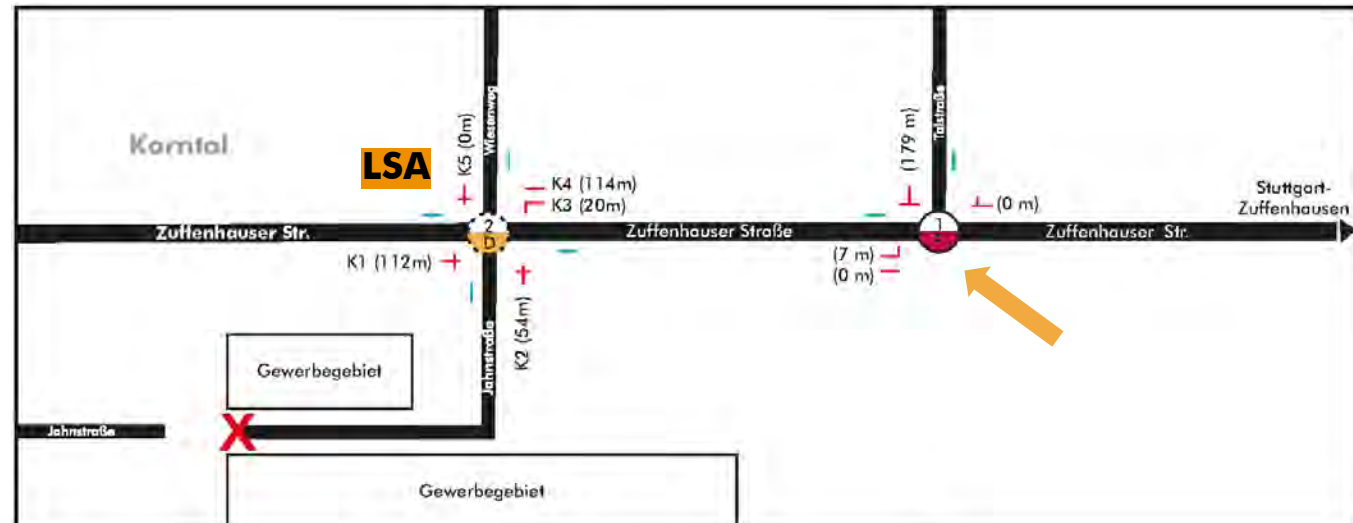 Korntal
LSA
K5 (0m)
Wiesenweg
K4 (114m)
K3 (20m)
(179 m)
Talstraße
(0 m)
Stuttgart-
Zuffenhausen
Zuffenhauser Str.
2
D
Zuffenhauser Straße
1
Zuffenhauser Str.
K1 (112m)
(7 m)
(0 m)
K2 (54m)
Jahnstraße
Gewerbegebiet
Jahnstraße
X
Gewerbegebiet